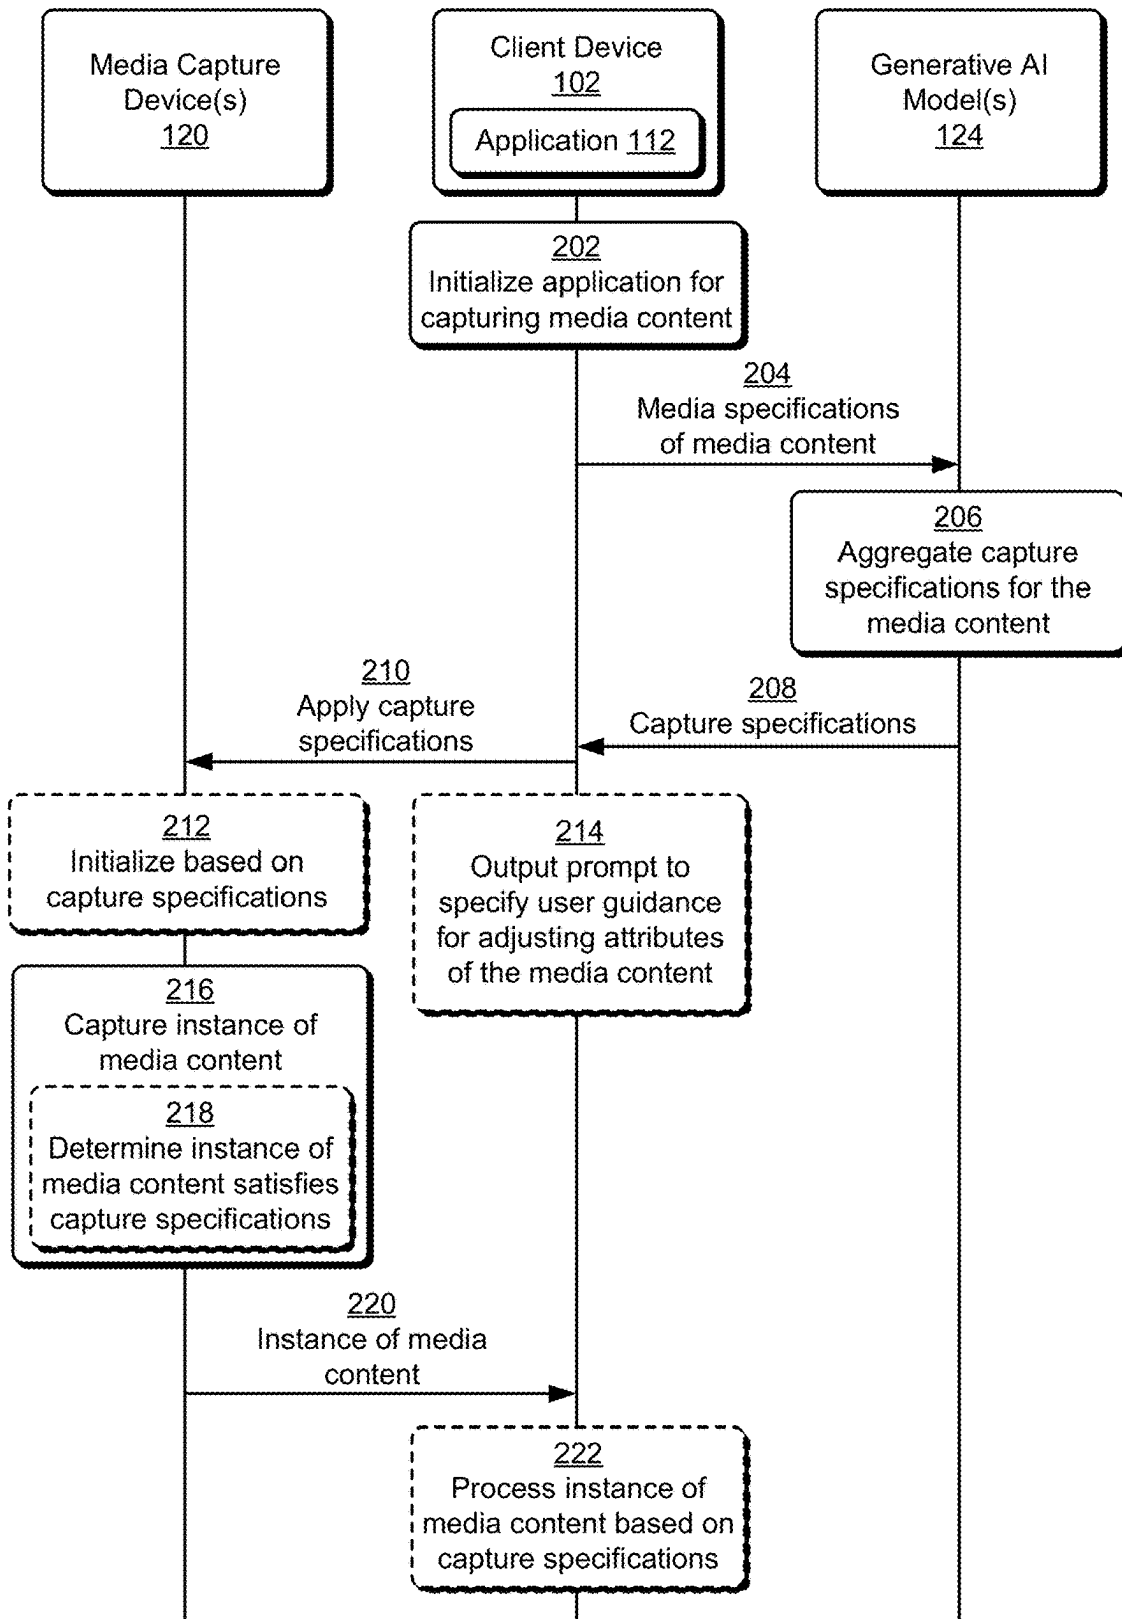 Media Capture
Device(s)
120
Client Device
102
Application 112
Generative AI
Model(s)
124
202
Initialize application for
capturing media content
204
Media specifications
of media content
206
Aggregate capture
specifications for the
media content
208
Capture specifications
210
Apply capture
specifications
212
Initialize based on
capture specifications
214
Output prompt to
specify user guidance
for adjusting attributes
of the media content
216
Capture instance of
media content
218
Determine instance of
media content satisfies
capture specifications
220
Instance of media
content
222
Process instance of
media content based on
capture specifications